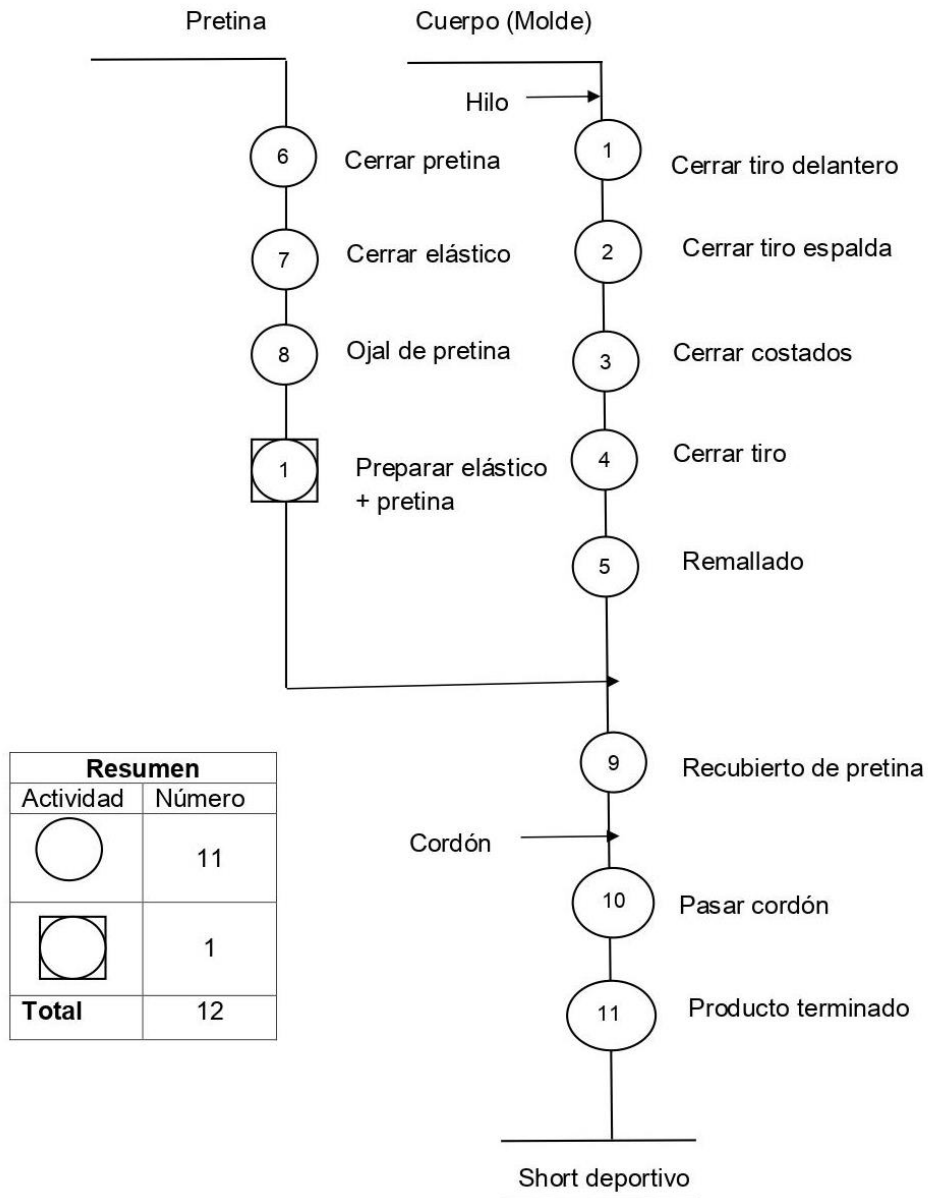 Pretina
Cuerpo (Molde)
Hilo
1
Cerrar tiro delantero
6
Cerrar pretina
2
Cerrar tiro espalda
7
Cerrar elástico
3
Cerrar costados
8
Ojal de pretina
4
Cerrar tiro
1
Preparar elástico
+ pretina
5
Remallado
9
Recubierto de pretina
Cordón
10
Pasar cordón
11
Producto terminado
Short deportivo
Resumen
Actividad Número
11
1
Total 12